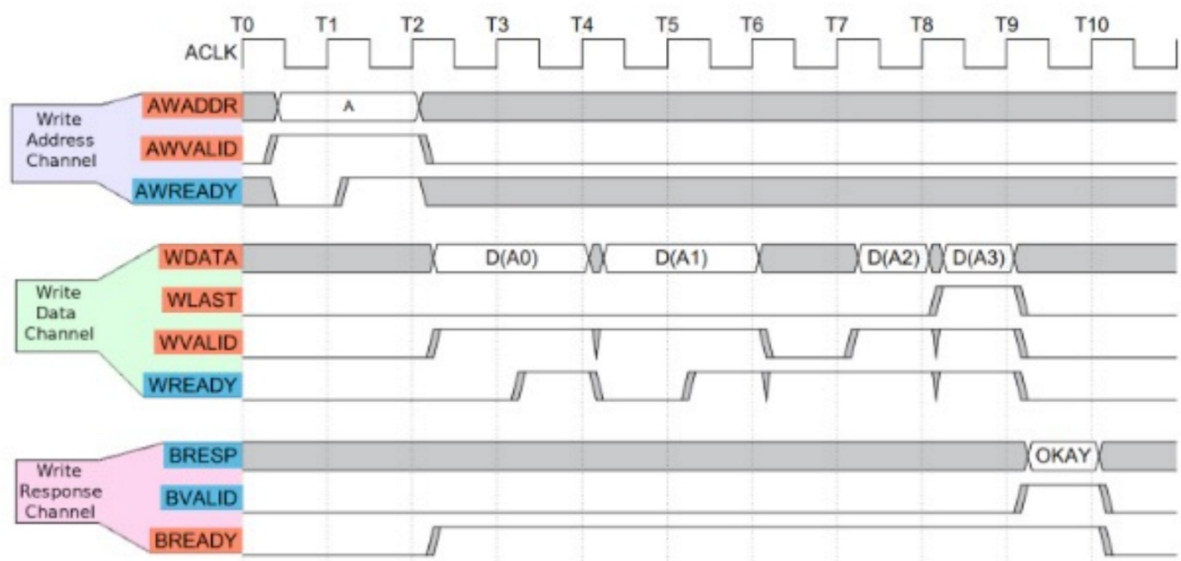 T0 T1 T2 T3 T4 T5 T6 T7 T8 T9 T10
ACLK
Write
Address
Channel
AWADDR A
AWVALID
AWREADY
Write
Data
Channel
WDATA D(A0) D(A1) D(A2) D(A3)
WLAST
WVALID
WREADY
Write
Response
Channel
BRESP OKAY
BVALID
BREADY